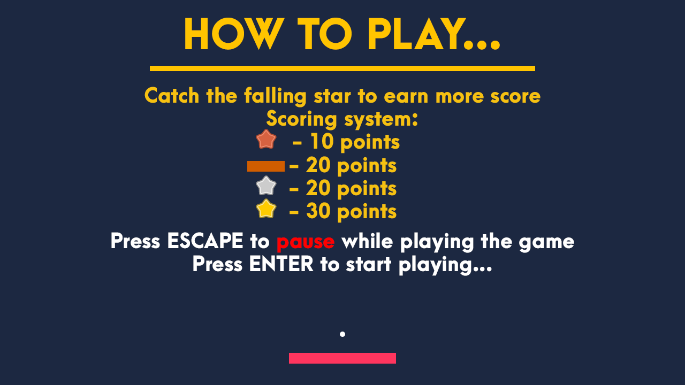 HOW TO PLAY...
Catch the falling star to earn more score
Scoring system:
- 10 points
- 20 points
- 20 points
- 30 points
Press ESCAPE to pause while playing the game
Press ENTER to start playing...